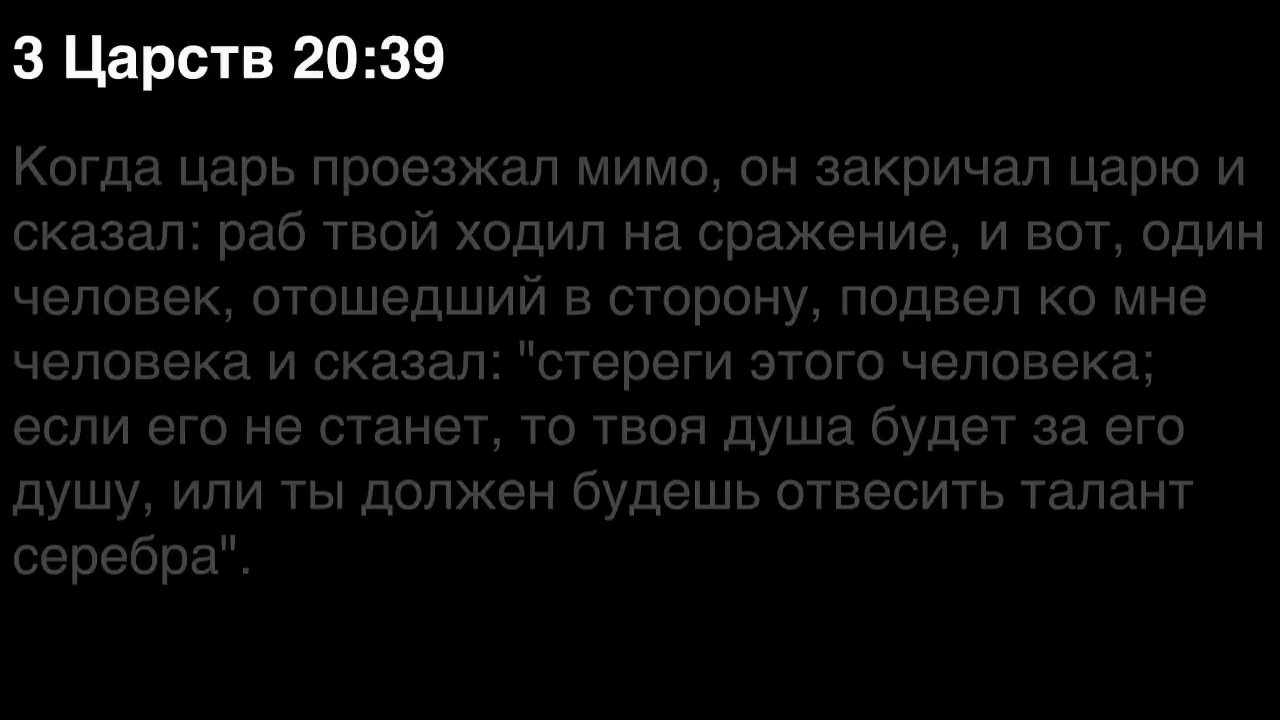 3 Царств 20:39
Когда царь проезжал мимо, он закричал царю и
сказал: раб твой ходил на сражение, и вот, один
человек, отошедший в сторону, подвел ко мне
человека и сказал: "стереги этого человека;
если его не станет, то твоя душа будет за его
душу, или ты должен будешь отвесить талант
серебра".